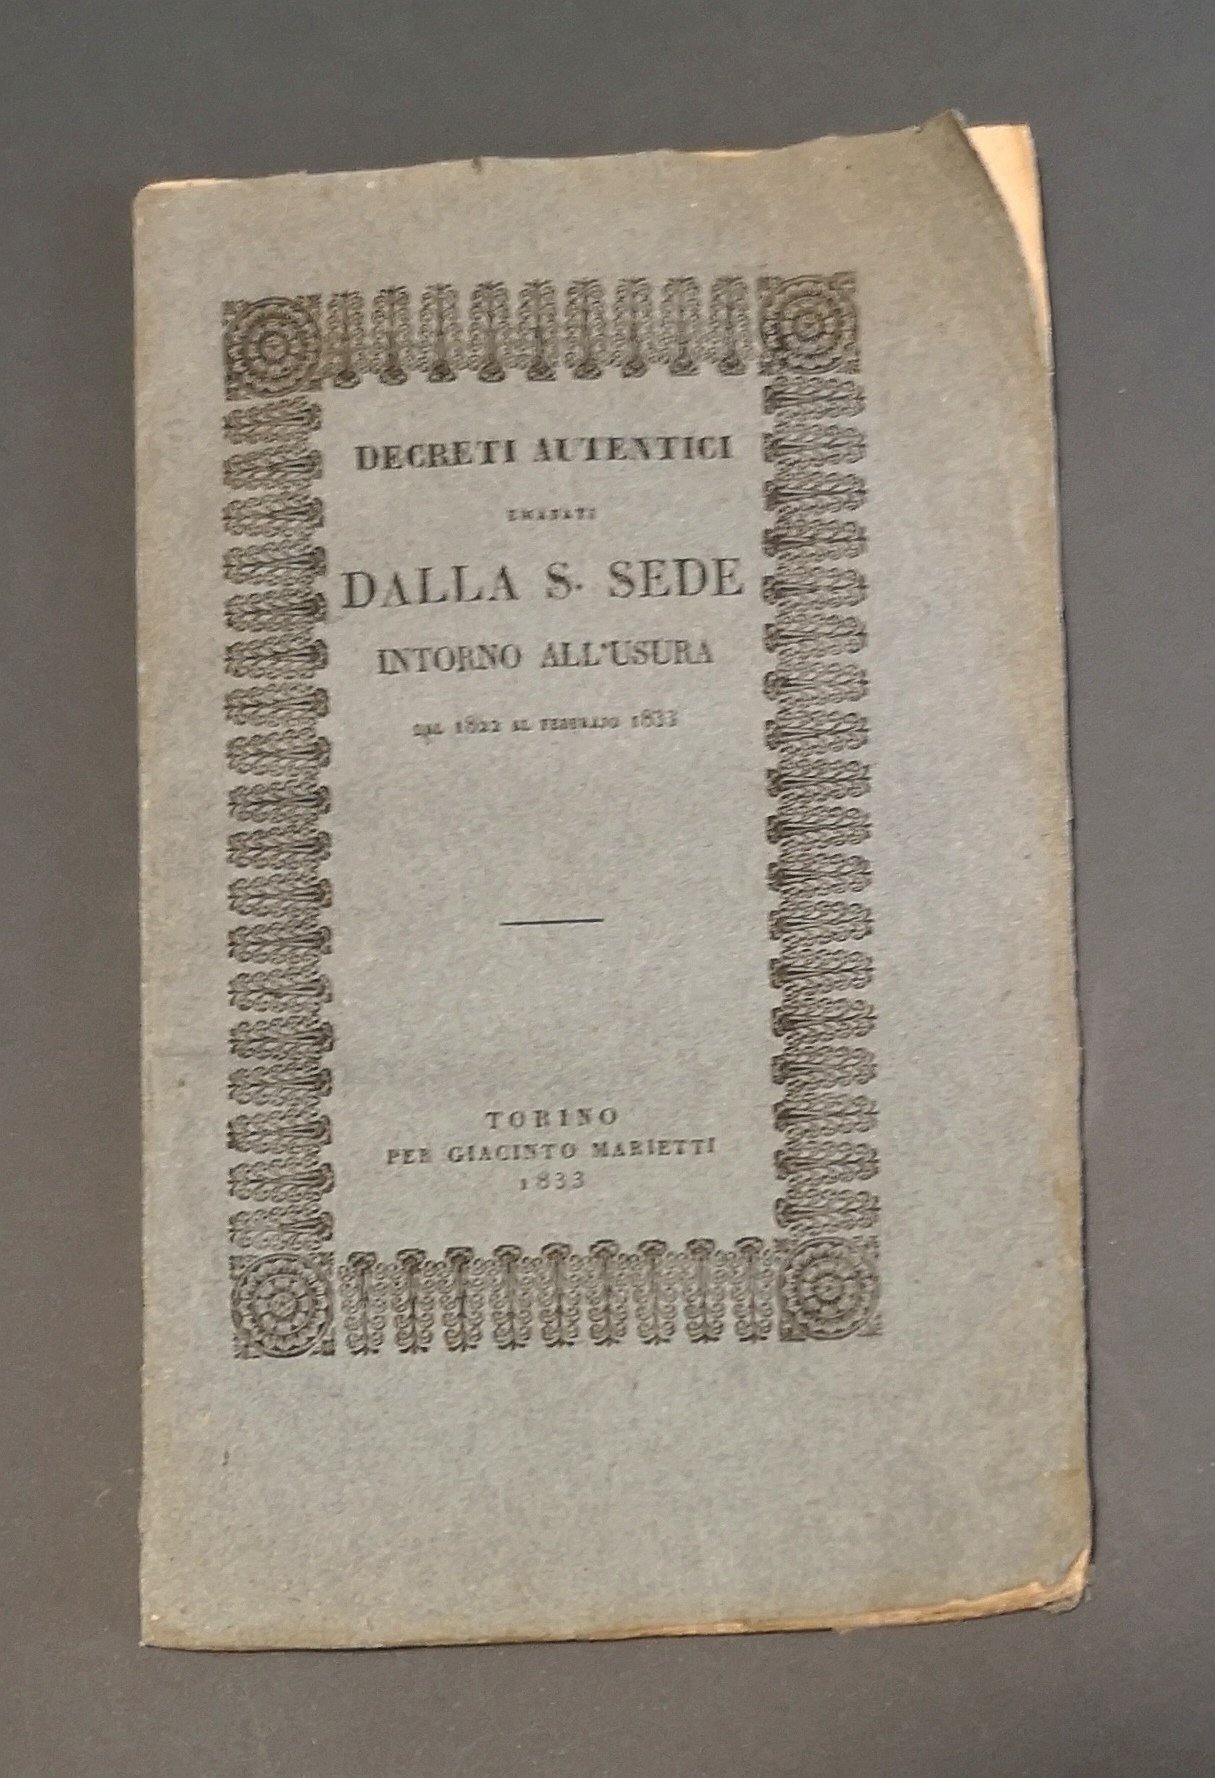 DECRETI AUTENTICI
EMANATI
DALLA S. SEDE
INTORNO ALL'USURA
DAL 1822 AL FEBBRAJO 1833
TORINO
PER GIACINTO MARIETTI
1833